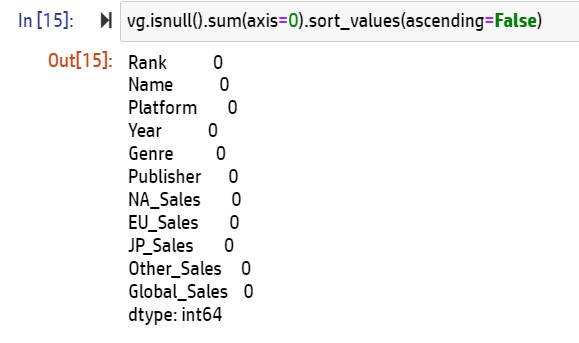 In [15]: vg.isnull().sum(axis=0).sort_values(ascending=False)
Out[15]: Rank 0
Name 0
Platform 0
Year 0
Genre 0
Publisher 0
NA_Sales 0
EU_Sales 0
JP_Sales 0
Other_Sales 0
Global_Sales 0
dtype: int64